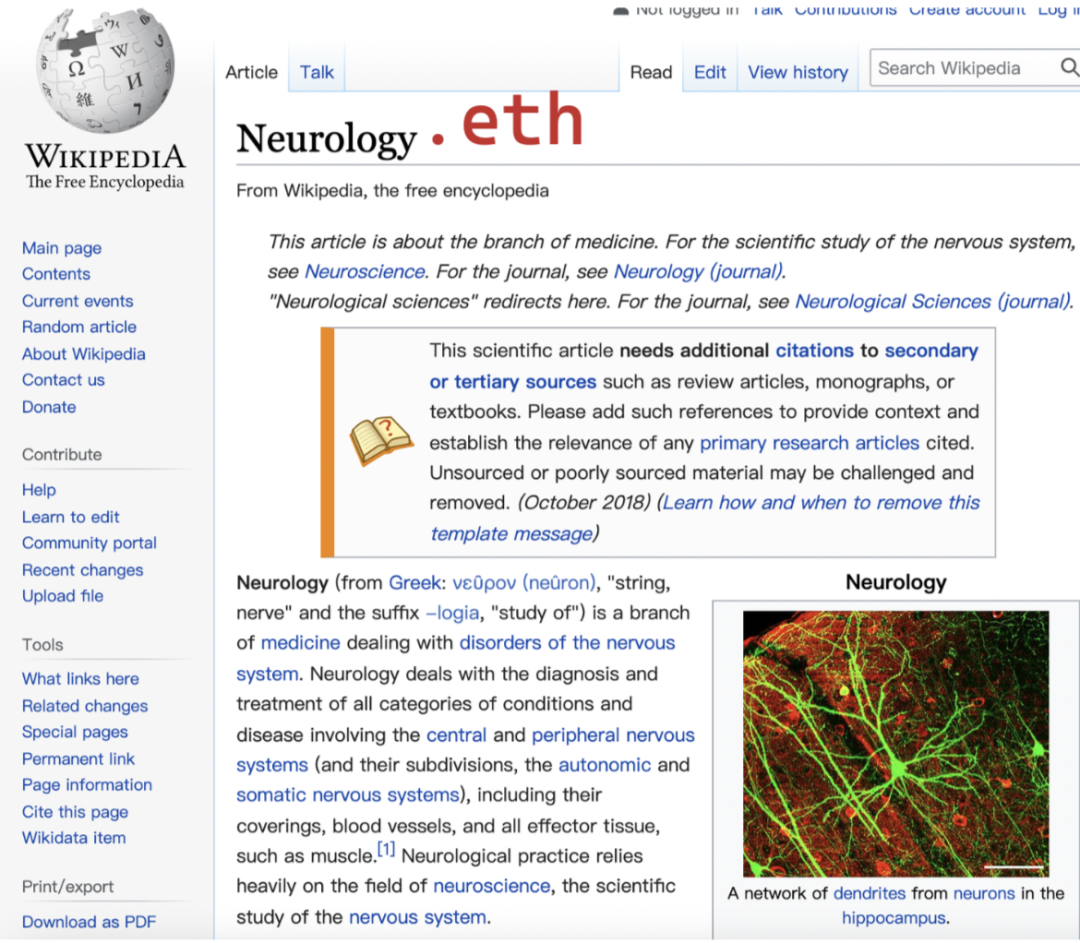 Not logged in Talk Contributions Create account Log
Article Talk Read Edit View history Search Wikipedia
Neurology .eth
WIKIPEDIA
The Free Encyclopedia
From Wikipedia, the free encyclopedia
This article is about the branch of medicine. For the scientific study of the nervous system,
see Neuroscience. For the journal, see Neurology (journal).
"Neurological sciences" redirects here. For the journal, see Neurological Sciences (journal).
Main page
Contents
Current events
Random article
About Wikipedia
Contact us
Donate
Contribute
Help
Learn to edit
Community portal
Recent changes
Upload file
Tools
What links here
Related changes
Special pages
Permanent link
Page information
Cite this page
Wikidata item
Print/export
Download as PDF
This scientific article needs additional citations to secondary
or tertiary sources such as review articles, monographs, or
textbooks. Please add such references to provide context and
establish the relevance of any primary research articles cited.
Unsourced or poorly sourced material may be challenged and
removed. (October 2018) (Learn how and when to remove this
template message)
Neurology (from Greek: νεῦρον (neûron), "string,
nerve" and the suffix –logia, "study of") is a branch
of medicine dealing with disorders of the nervous
system. Neurology deals with the diagnosis and
treatment of all categories of conditions and
disease involving the central and peripheral nervous
systems (and their subdivisions, the autonomic and
somatic nervous systems), including their
coverings, blood vessels, and all effector tissue,
such as muscle.[1] Neurological practice relies
heavily on the field of neuroscience, the scientific
study of the nervous system.
Neurology
A network of dendrites from neurons in the
hippocampus.